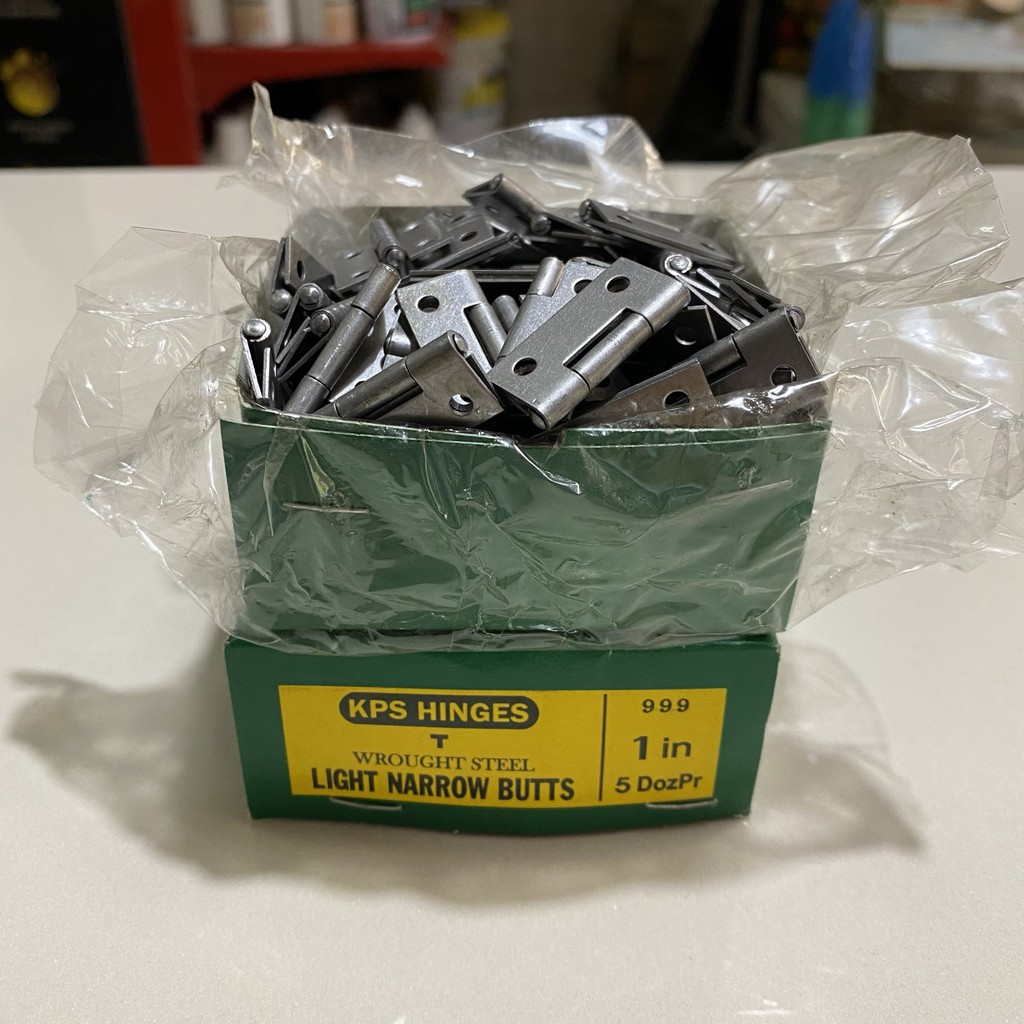 KPS HINGES
T
WROUGHT STEEL
LIGHT NARROW BUTTS
999
1 in
5 DozPr